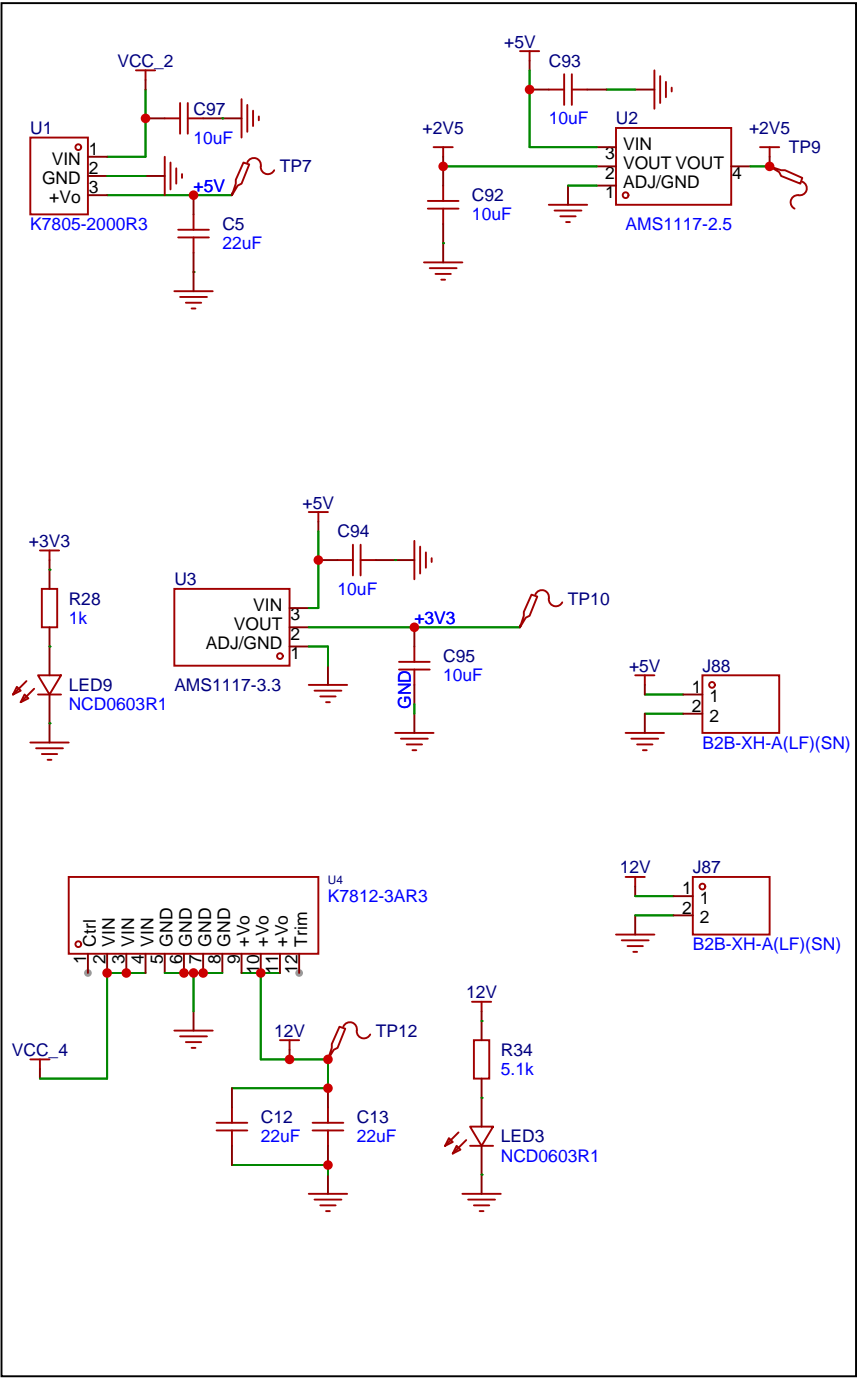 VCC_2
C97
10uF
U1
VIN
GND
+Vo
1
2
3
K7805-2000R3
+5V
TP7
C5
22uF
+5V
C93
10uF
U2
+2V5
VIN
VOUT VOUT
ADJ/GND
3
2
1
4
AMS1117-2.5
+2V5
TP9
C92
10uF
+3V3
R28
1k
LED9
NCD0603R1
+5V
C94
10uF
U3
VIN
VOUT
ADJ/GND
3
2
1
AMS1117-3.3
+3V3
TP10
C95
10uF
GND
+5V
J88
1
1
2
2
B2B-XH-A(LF)(SN)
U4
K7812-3AR3
Ctrl
VIN
VIN
VIN
GND
GND
GND
GND
+Vo
+Vo
+Vo
Trim
1
2
3
4
5
6
7
8
9
10
11
12
VCC_4
12V
TP12
C12
22uF
C13
22uF
12V
J87
1
1
2
2
B2B-XH-A(LF)(SN)
12V
R34
5.1k
LED3
NCD0603R1